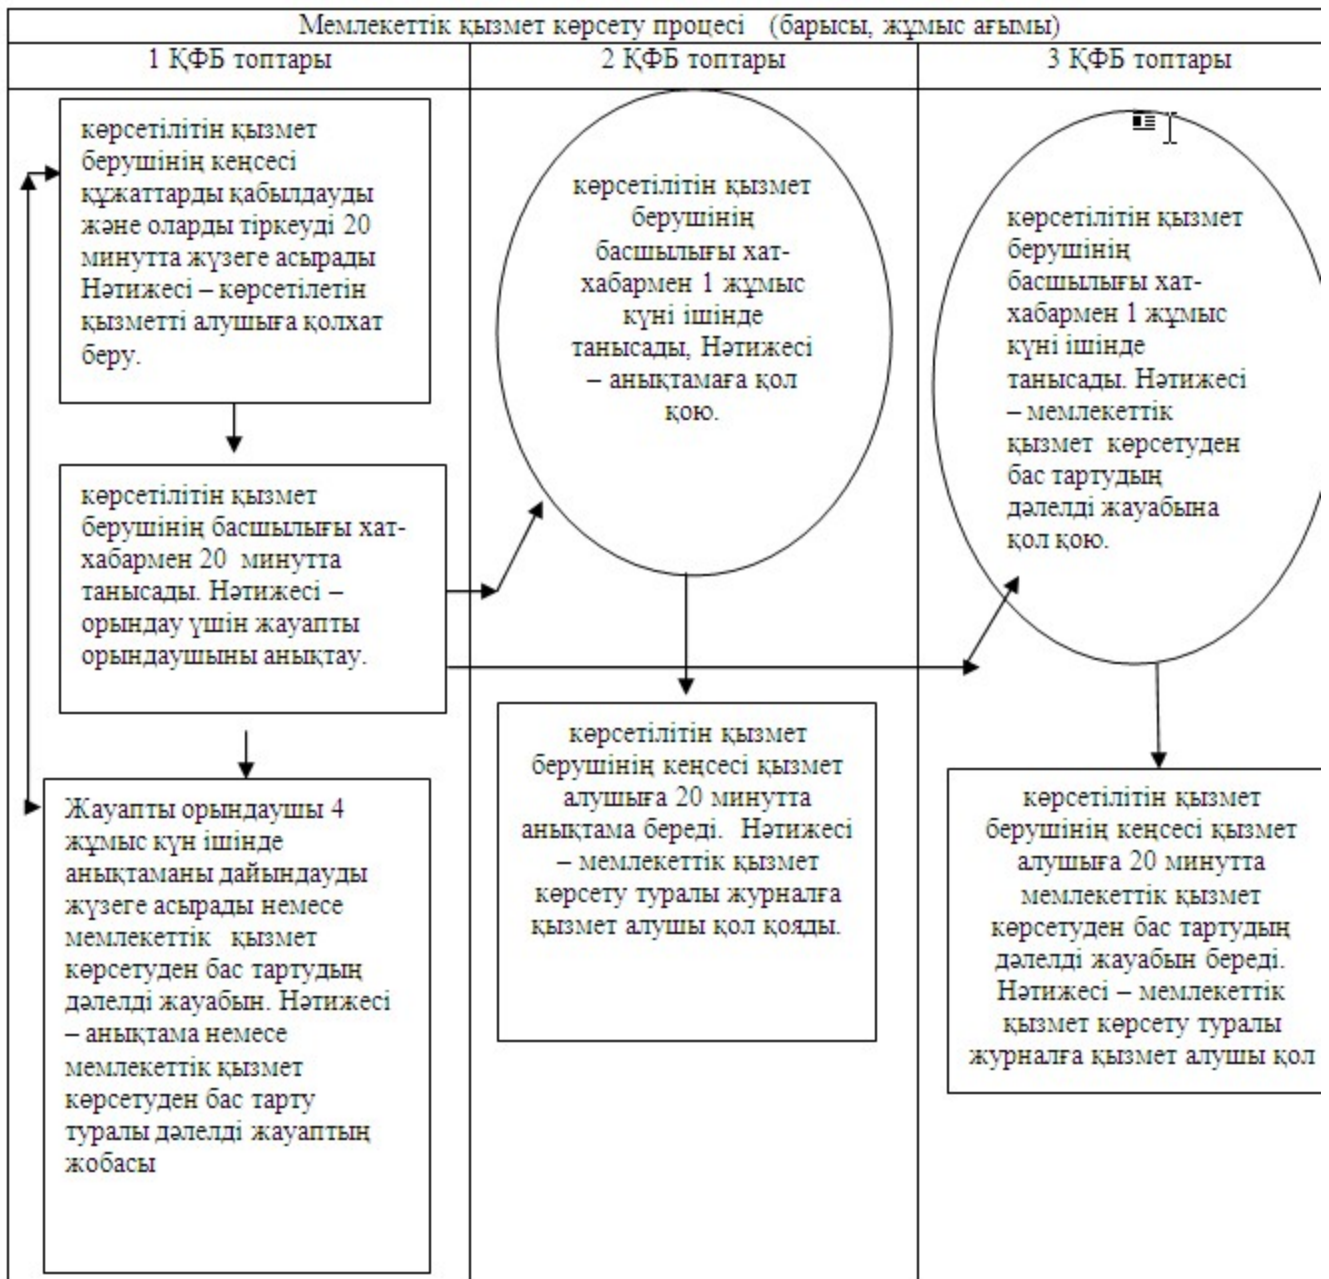 Мемлекеттік қызмет көрсету процесі (барысы, жұмыс ағымы)
1 ҚФБ топтары
2 ҚФБ топтары
3 ҚФБ топтары
көрсетілітін қызмет
берушінің кеңсесі
құжаттарды қабылдауды
және оларды тіркеуді 20
минутта жүзеге асырады
Нәтижесі – көрсетілетін
қызметті алушыға қолхат
беру.
көрсетілітін қызмет
берушінің басшылығы хат-
хабармен 20 минутта
танысады. Нәтижесі –
орындау үшін жауапты
орындаушыны анықтау.
Жауапты орындаушы 4
жұмыс күн ішінде
анықтаманы дайындауды
жүзеге асырады немесе
мемлекеттік қызмет
көрсетуден бас тартудың
дәлелді жауабын. Нәтижесі
– анықтама немесе
мемлекеттік қызмет
көрсетуден бас тарту
туралы дәлелді жауаптың
жобасы
көрсетілітін қызмет
берушінің
басшылығы хат-
хабармен 1 жұмыс
күні ішінде
танысады, Нәтижесі
– анықтамаға қол
қою.
көрсетілітін қызмет
берушінің кеңсесі қызмет
алушыға 20 минутта
анықтама береді. Нәтижесі
– мемлекеттік қызмет
көрсету туралы журналға
қызмет алушы қол қояды.
көрсетілітін қызмет
берушінің
басшылығы хат-
хабармен 1 жұмыс
күні ішінде
танысады. Нәтижесі
– мемлекеттік
қызмет көрсетуден
бас тартудың
дәлелді жауабына
қол қою.
көрсетілітін қызмет
берушінің кеңсесі қызмет
алушыға 20 минутта
мемлекеттік қызмет
көрсетуден бас тартудың
дәлелді жауабын береді.
Нәтижесі – мемлекеттік
қызмет көрсету туралы
журналға қызмет алушы қол